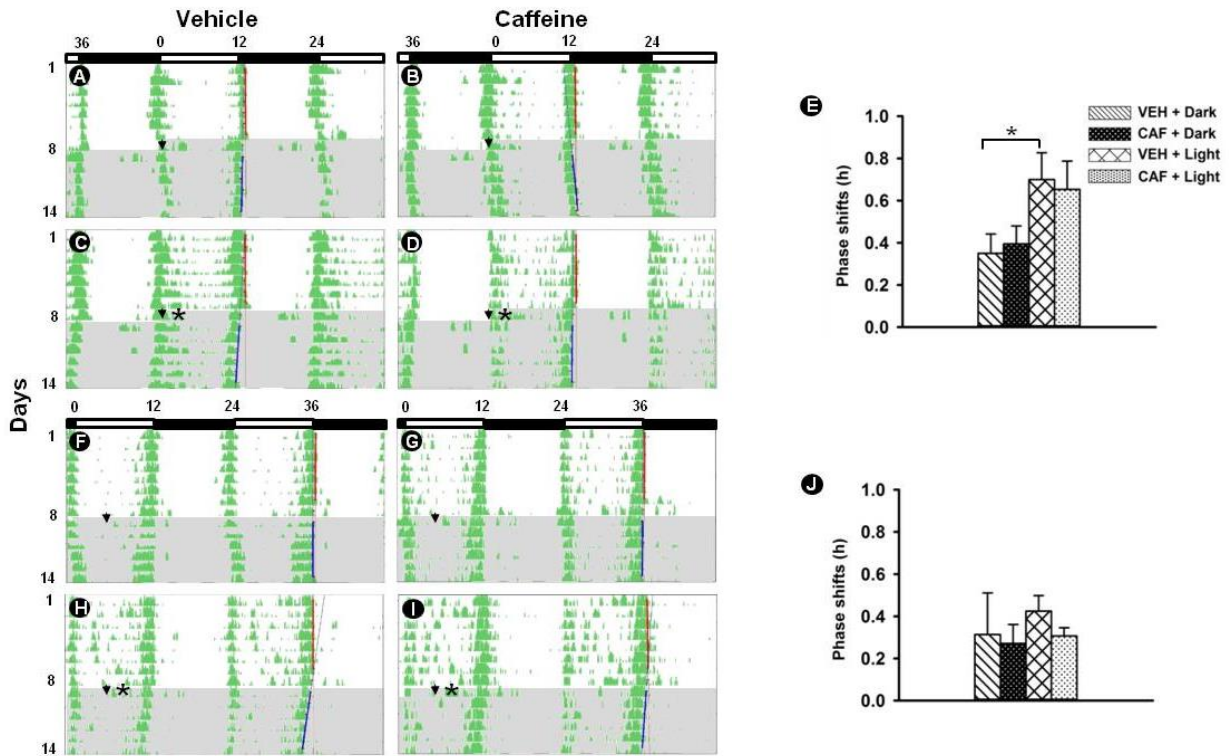 Vehicle
Caffeine
36 0 12 24
36 0 12 24
Days
1
8
14
A
B
1
8
14
C
*
D
*
0 12 24 36
0 12 24 36
1
8
14
F
G
1
8
14
H
*
I
*
E
Phase shifts (h)
1.0
0.8
0.6
0.4
0.2
0.0
*
VEH + Dark
CAF + Dark
VEH + Light
CAF + Light
J
Phase shifts (h)
1.0
0.8
0.6
0.4
0.2
0.0